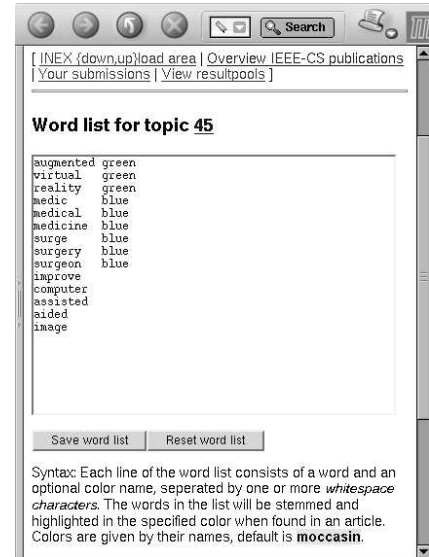 Search
[ INEX {down,up}load area | Overview IEEE-CS publications
| Your submissions | View resultpools ]
Word list for topic 45
augmented green
virtual green
reality green
medic blue
medical blue
medicine blue
surge blue
surgery blue
surgeon blue
improve
computer
assisted
aided
image
Save word list Reset word list
Syntax: Each line of the word list consists of a word and an
optional color name, seperated by one or more whitespace
characters. The words in the list will be stemmed and
highlighted in the specified color when found in an article.
Colors are given by their names, default is moccasin.